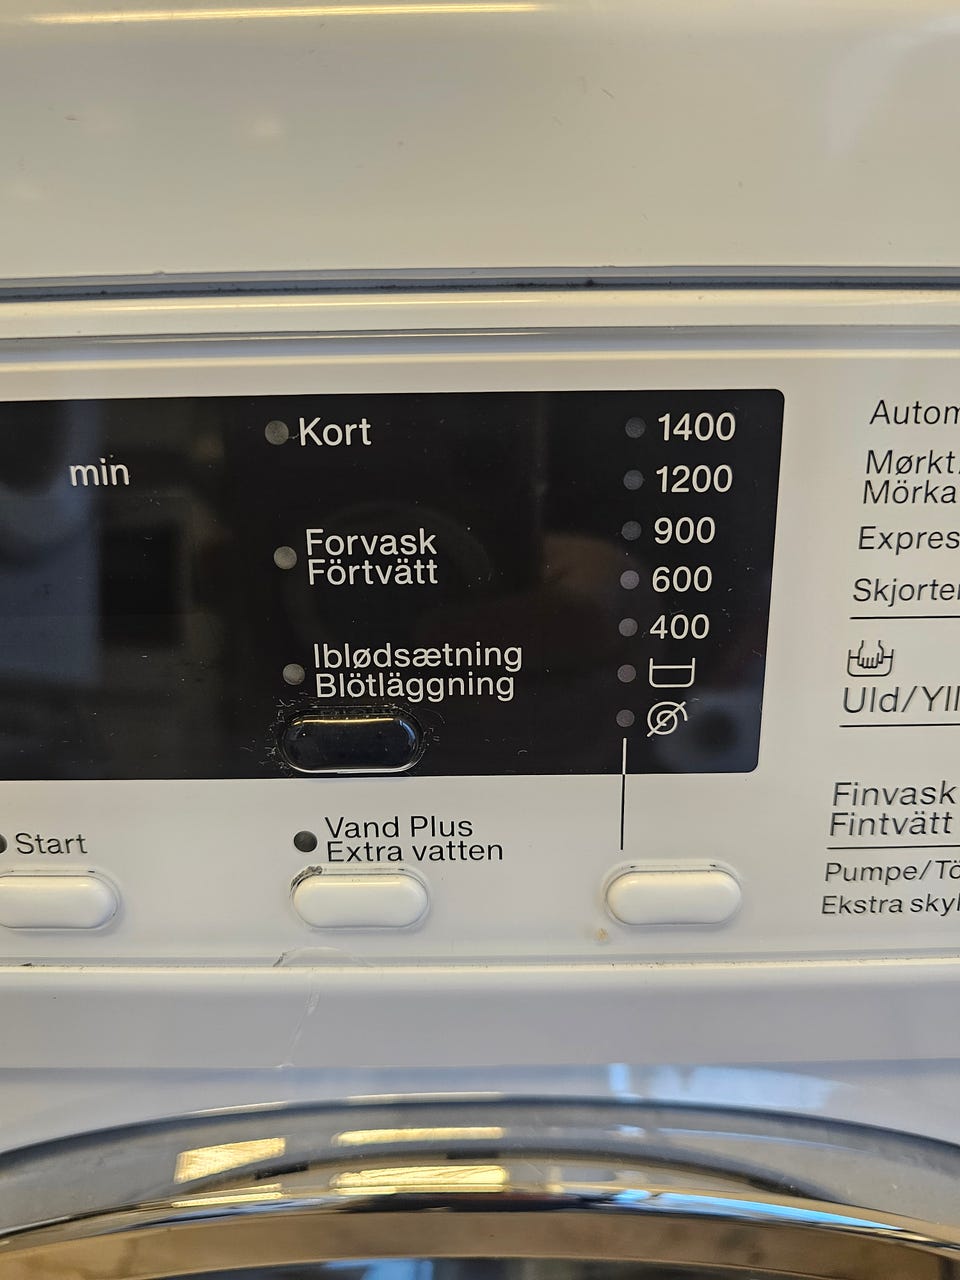 min
Kort
Forvask
Förtvätt
Iblødsætning
Blötläggning
1400
1200
900
600
400
Start
Vand Plus
Extra vatten
Autom
Mørkt
Mörka
Expres
Skjorter
Uld/Yll
Finvask
Fintvätt
Pumpe/Tö
Ekstra skyl